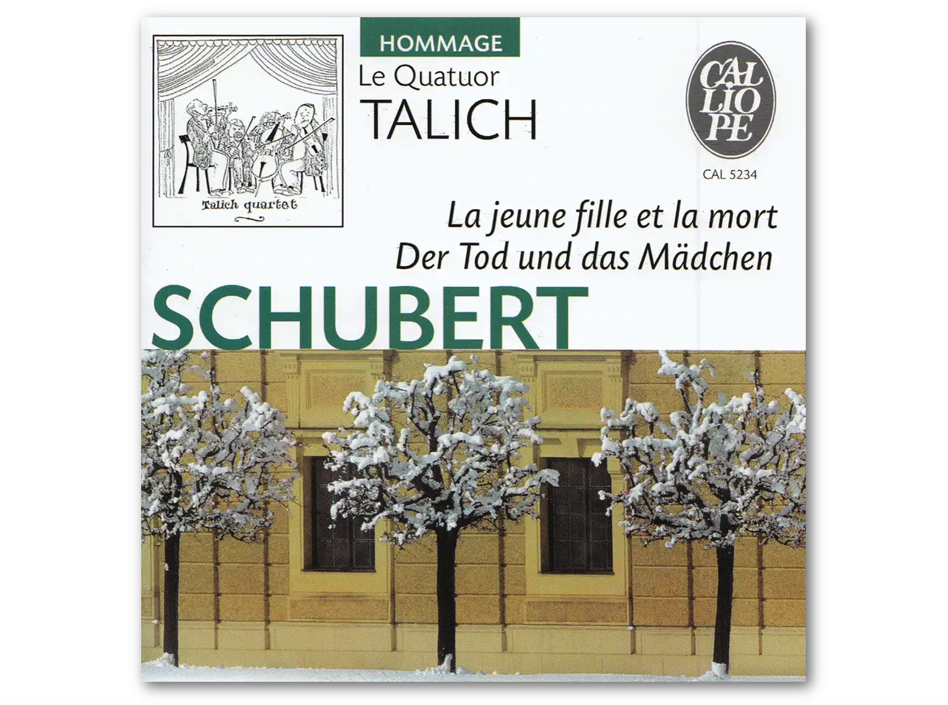 HOMMAGE
Le Quatuor
TALICH
Talich quartet
CAL
LIO
PE
CAL 5234
La jeune fille et la mort
Der Tod und das Mädchen
SCHUBERT